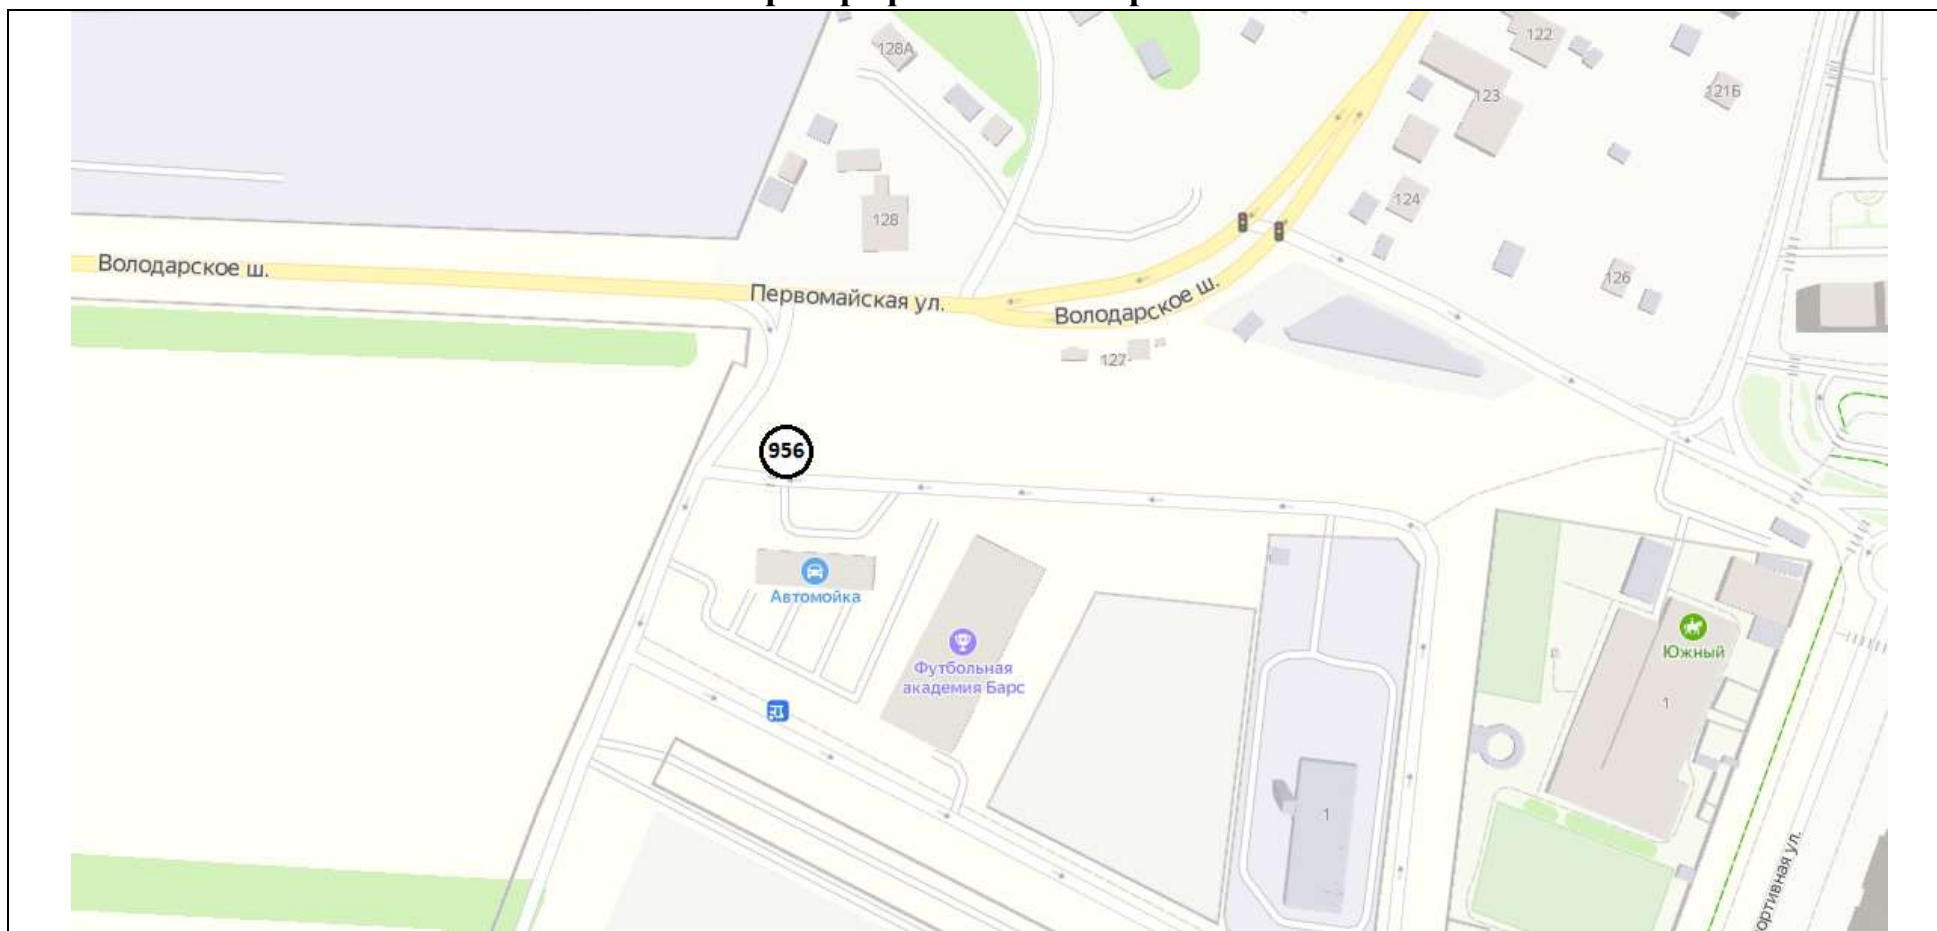 128А
122
123
121Б
124
128
126
Володарское ш.
Первомайская ул.
Володарское ш.
127
956
Автомойка
Футбольная
академия Барс
Южный
1
1